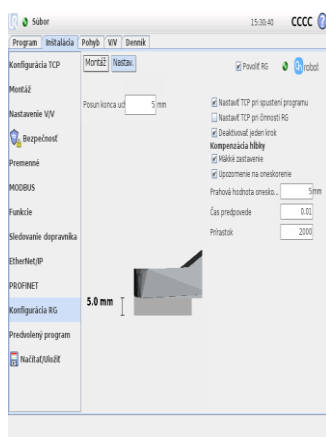 Súbor 15:30:40 CCCC
Program Inštalácia Pohyb V/V Denník
Konfigurácia TCP
Montáž
Nastavenie V/V
Bezpečnosť
Premenné
MODBUS
Funkcie
Sledovanie dopravníka
EtherNet/IP
PROFINET
Konfigurácia RG
Predvolený program
Načítať/Uložiť
Montáž Nastav.
Povoliť RG robot
Posun konca ud 5 mm
Nastaviť TCP pri spustení programu
Nastaviť TCP pri činnosti RG
Deaktivovať jeden krok
Kompenzácia hĺbky
Mäkké zastavenie
Upozornenie na oneskorenie
Prahová hodnota onesko... 5 mm
Čas predpovede 0.01
Prírastok 2000
5.0 mm